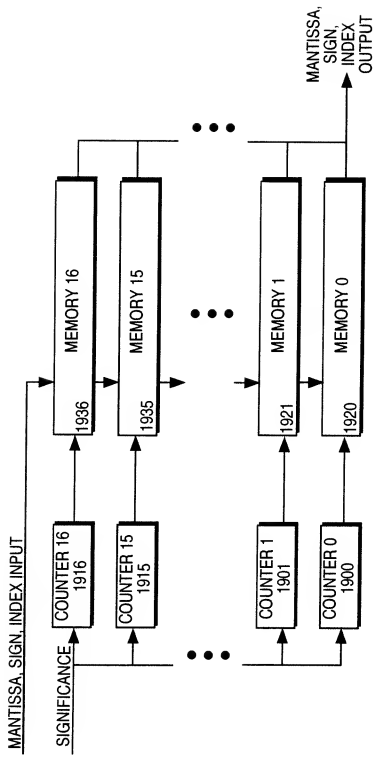 MANTISSA, SIGN, INDEX INPUT
SIGNIFICANCE
COUNTER 16
1916
MEMORY 16
1936
COUNTER 15
1915
MEMORY 15
1935
COUNTER 1
1901
MEMORY 1
1921
COUNTER 0
1900
MEMORY 0
1920
MANTISSA,
SIGN,
INDEX
OUTPUT